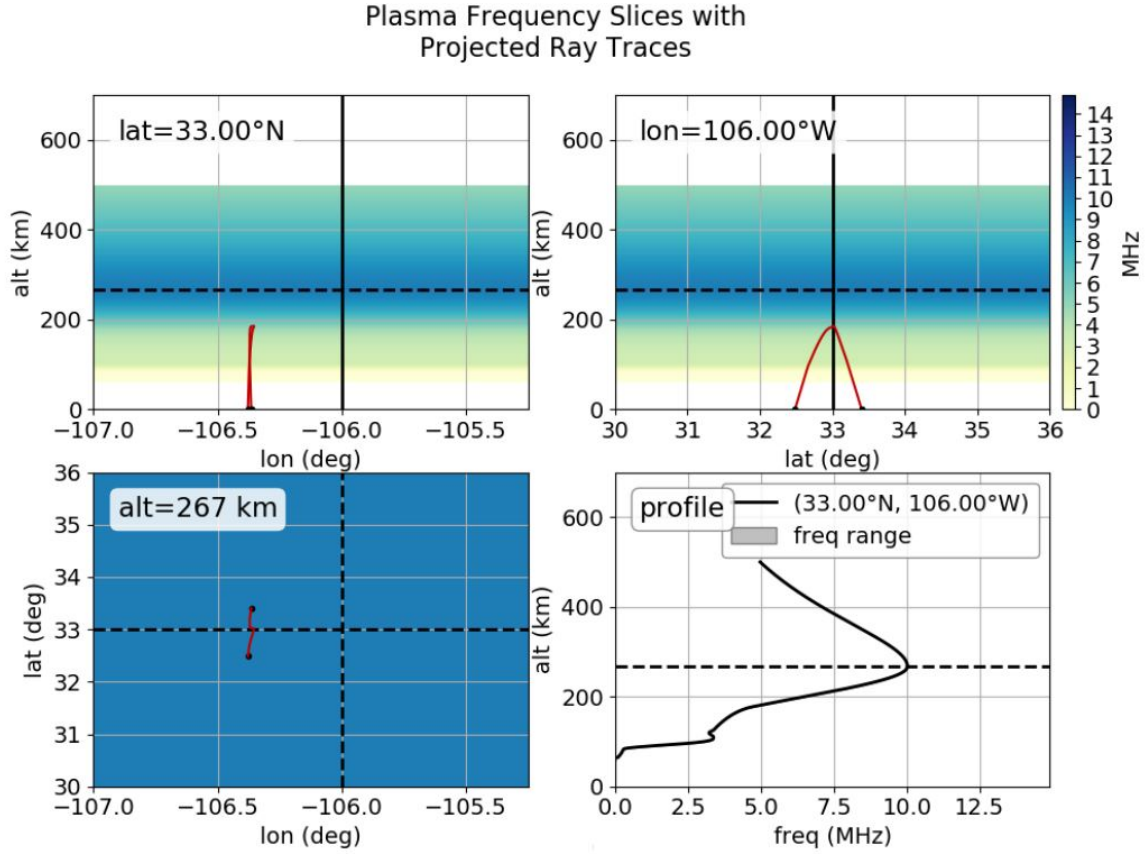 Plasma Frequency Slices with
Projected Ray Traces
lat=33.00°N
600
400
200
0
alt (km)
−107.0 −106.5 −106.0 −105.5
lon (deg)
lon=106.00°W
600
400
200
0
alt (km)
30 31 32 33 34 35 36
lat (deg)
14
13
12
11
10
9
8
7
6
5
4
3
2
1
0
MHz
alt=267 km
36
35
34
33
32
31
30
lat (deg)
−107.0 −106.5 −106.0 −105.5
lon (deg)
profile
(33.00°N, 106.00°W)
freq range
600
400
200
0
alt (km)
0.0 2.5 5.0 7.5 10.0 12.5
freq (MHz)